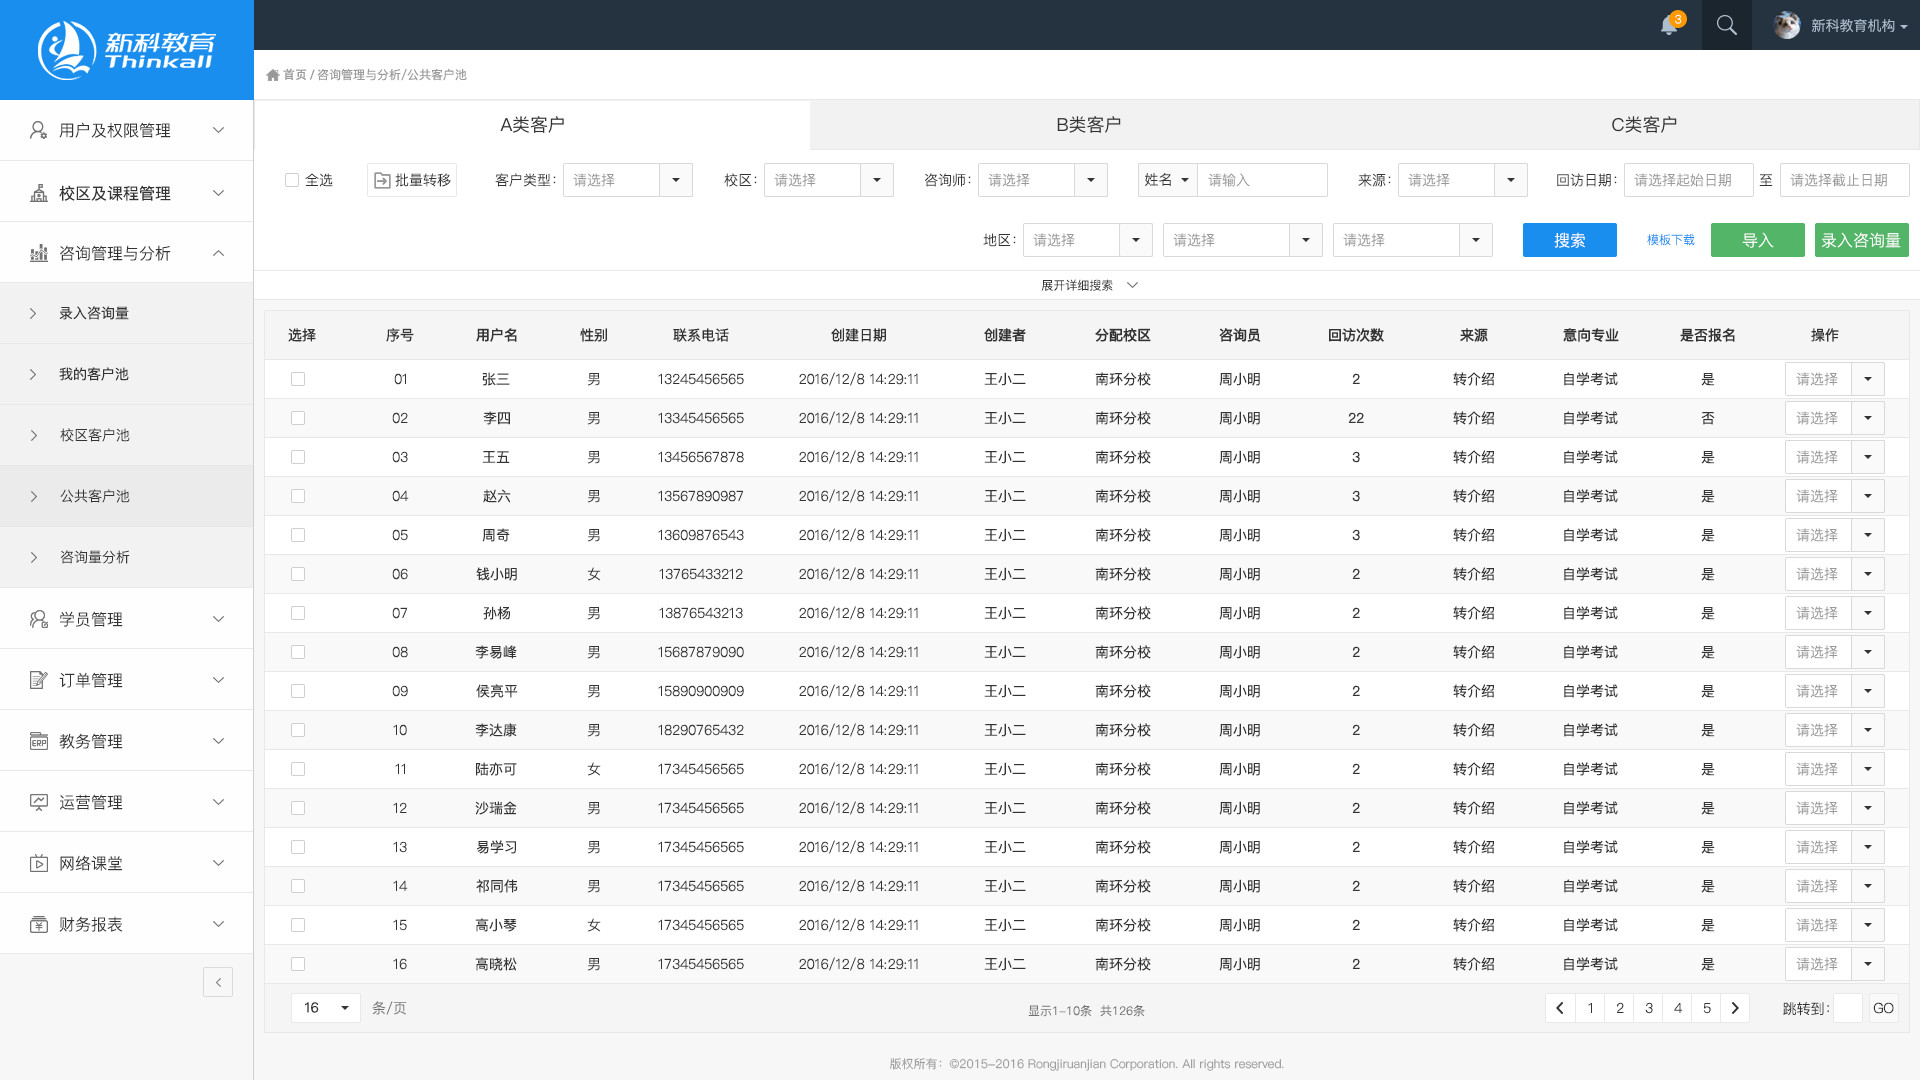 新科教育
Thinkall
3
新科教育机构
首页 / 咨询管理与分析/公共客户池
用户及权限管理
校区及课程管理
咨询管理与分析
录入咨询量
我的客户池
校区客户池
公共客户池
咨询量分析
学员管理
订单管理
教务管理
ERP
运营管理
网络课堂
财务报表
A类客户 B类客户 C类客户
全选 批量转移 客户类型: 请选择 校区: 请选择 咨询师: 请选择 姓名 请输入 来源: 请选择 回访日期: 请选择起始日期 至 请选择截止日期
地区: 请选择 请选择 请选择 搜索 模板下载 导入 录入咨询量
展开详细搜索
选择 序号 用户名 性别 联系电话 创建日期 创建者 分配校区 咨询员 回访次数 来源 意向专业 是否报名 操作
01 张三 男 13245456565 2016/12/8 14:29:11 王小二 南环分校 周小明 2 转介绍 自学考试 是 请选择
02 李四 男 13345456565 2016/12/8 14:29:11 王小二 南环分校 周小明 22 转介绍 自学考试 否 请选择
03 王五 男 13456567878 2016/12/8 14:29:11 王小二 南环分校 周小明 3 转介绍 自学考试 是 请选择
04 赵六 男 13567890987 2016/12/8 14:29:11 王小二 南环分校 周小明 3 转介绍 自学考试 是 请选择
05 周奇 男 13609876543 2016/12/8 14:29:11 王小二 南环分校 周小明 3 转介绍 自学考试 是 请选择
06 钱小明 女 13765433212 2016/12/8 14:29:11 王小二 南环分校 周小明 2 转介绍 自学考试 是 请选择
07 孙杨 男 13876543213 2016/12/8 14:29:11 王小二 南环分校 周小明 2 转介绍 自学考试 是 请选择
08 李易峰 男 15687879090 2016/12/8 14:29:11 王小二 南环分校 周小明 2 转介绍 自学考试 是 请选择
09 侯亮平 男 15890900909 2016/12/8 14:29:11 王小二 南环分校 周小明 2 转介绍 自学考试 是 请选择
10 李达康 男 18290765432 2016/12/8 14:29:11 王小二 南环分校 周小明 2 转介绍 自学考试 是 请选择
11 陆亦可 女 17345456565 2016/12/8 14:29:11 王小二 南环分校 周小明 2 转介绍 自学考试 是 请选择
12 沙瑞金 男 17345456565 2016/12/8 14:29:11 王小二 南环分校 周小明 2 转介绍 自学考试 是 请选择
13 易学习 男 17345456565 2016/12/8 14:29:11 王小二 南环分校 周小明 2 转介绍 自学考试 是 请选择
14 祁同伟 男 17345456565 2016/12/8 14:29:11 王小二 南环分校 周小明 2 转介绍 自学考试 是 请选择
15 高小琴 女 17345456565 2016/12/8 14:29:11 王小二 南环分校 周小明 2 转介绍 自学考试 是 请选择
16 高晓松 男 17345456565 2016/12/8 14:29:11 王小二 南环分校 周小明 2 转介绍 自学考试 是 请选择
16 条/页 显示1-10条 共126条 1 2 3 4 5 跳转到: GO
版权所有: ©2015-2016 Rongjiruanjian Corporation. All rights reserved.